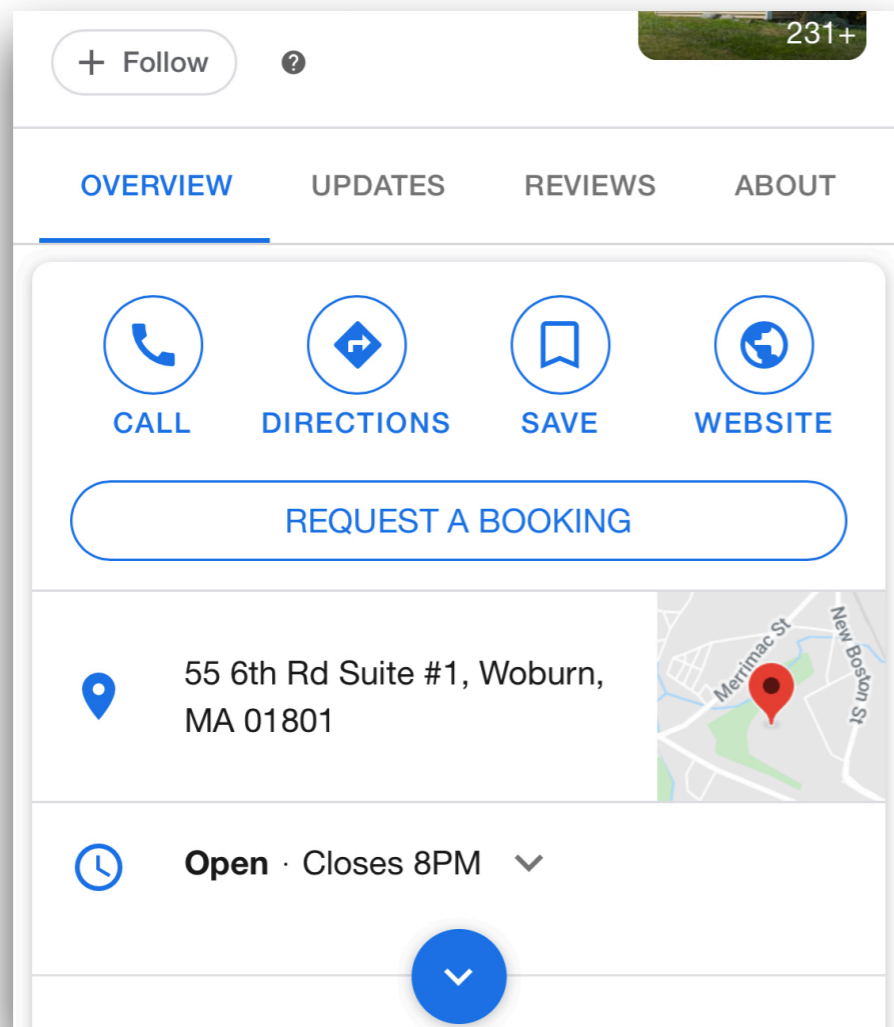 231+
+ Follow ?
OVERVIEW UPDATES REVIEWS ABOUT
CALL DIRECTIONS SAVE WEBSITE
REQUEST A BOOKING
55 6th Rd Suite #1, Woburn,
MA 01801
Merrimac St
New Boston St
Open · Closes 8PM